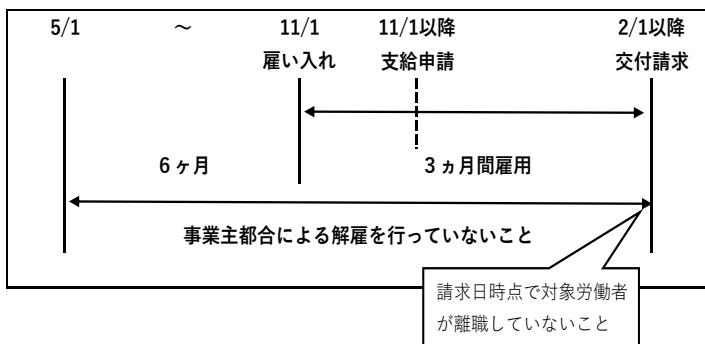 5/1 ～ 11/1 11/1以降 2/1以降
雇い入れ 支給申請 交付請求
6ヶ月 3ヵ月間雇用
事業主都合による解雇を行っていないこと
請求日時点で対象労働者
が離職していないこと